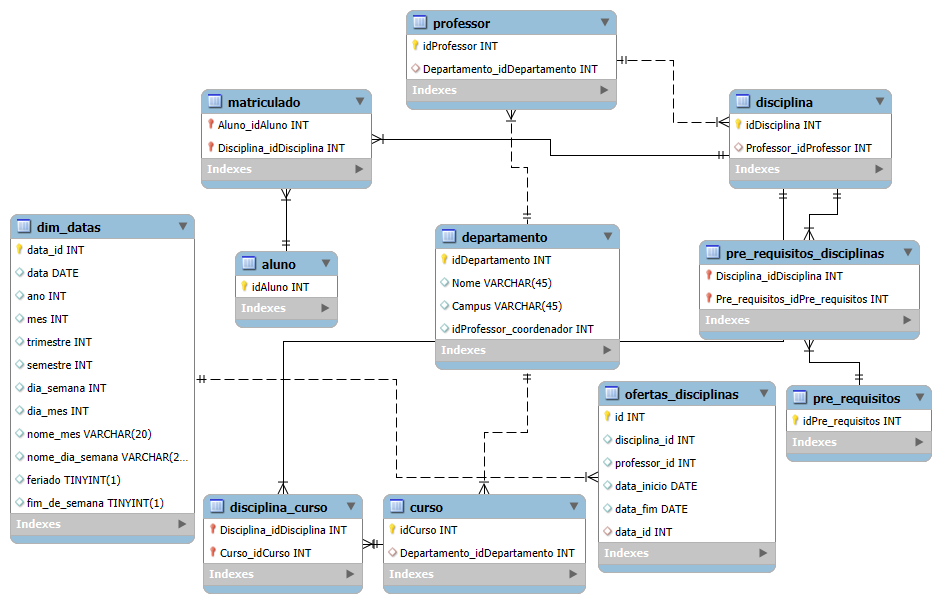 professor
idProfessor INT
Departamento_idDepartamento INT
Indexes
matriculado
Aluno_idAluno INT
Disciplina_idDisciplina INT
Indexes
disciplina
idDisciplina INT
Professor_idProfessor INT
Indexes
dim_datas
data_id INT
data DATE
ano INT
mes INT
trimestre INT
semestre INT
dia_semana INT
dia_mes INT
nome_mes VARCHAR(20)
nome_dia_semana VARCHAR(2...
feriado TINYINT(1)
fim_de_semana TINYINT(1)
Indexes
aluno
idAluno INT
Indexes
departamento
idDepartamento INT
Nome VARCHAR(45)
Campus VARCHAR(45)
idProfessor_coordenador INT
Indexes
pre_requisitos_disciplinas
Disciplina_idDisciplina INT
Pre_requisitos_idPre_requisitos INT
Indexes
ofertas_disciplinas
id INT
disciplina_id INT
professor_id INT
data_inicio DATE
data_fim DATE
data_id INT
Indexes
pre_requisitos
idPre_requisitos INT
Indexes
disciplina_curso
Disciplina_idDisciplina INT
Curso_idCurso INT
Indexes
curso
idCurso INT
Departamento_idDepartamento INT
Indexes